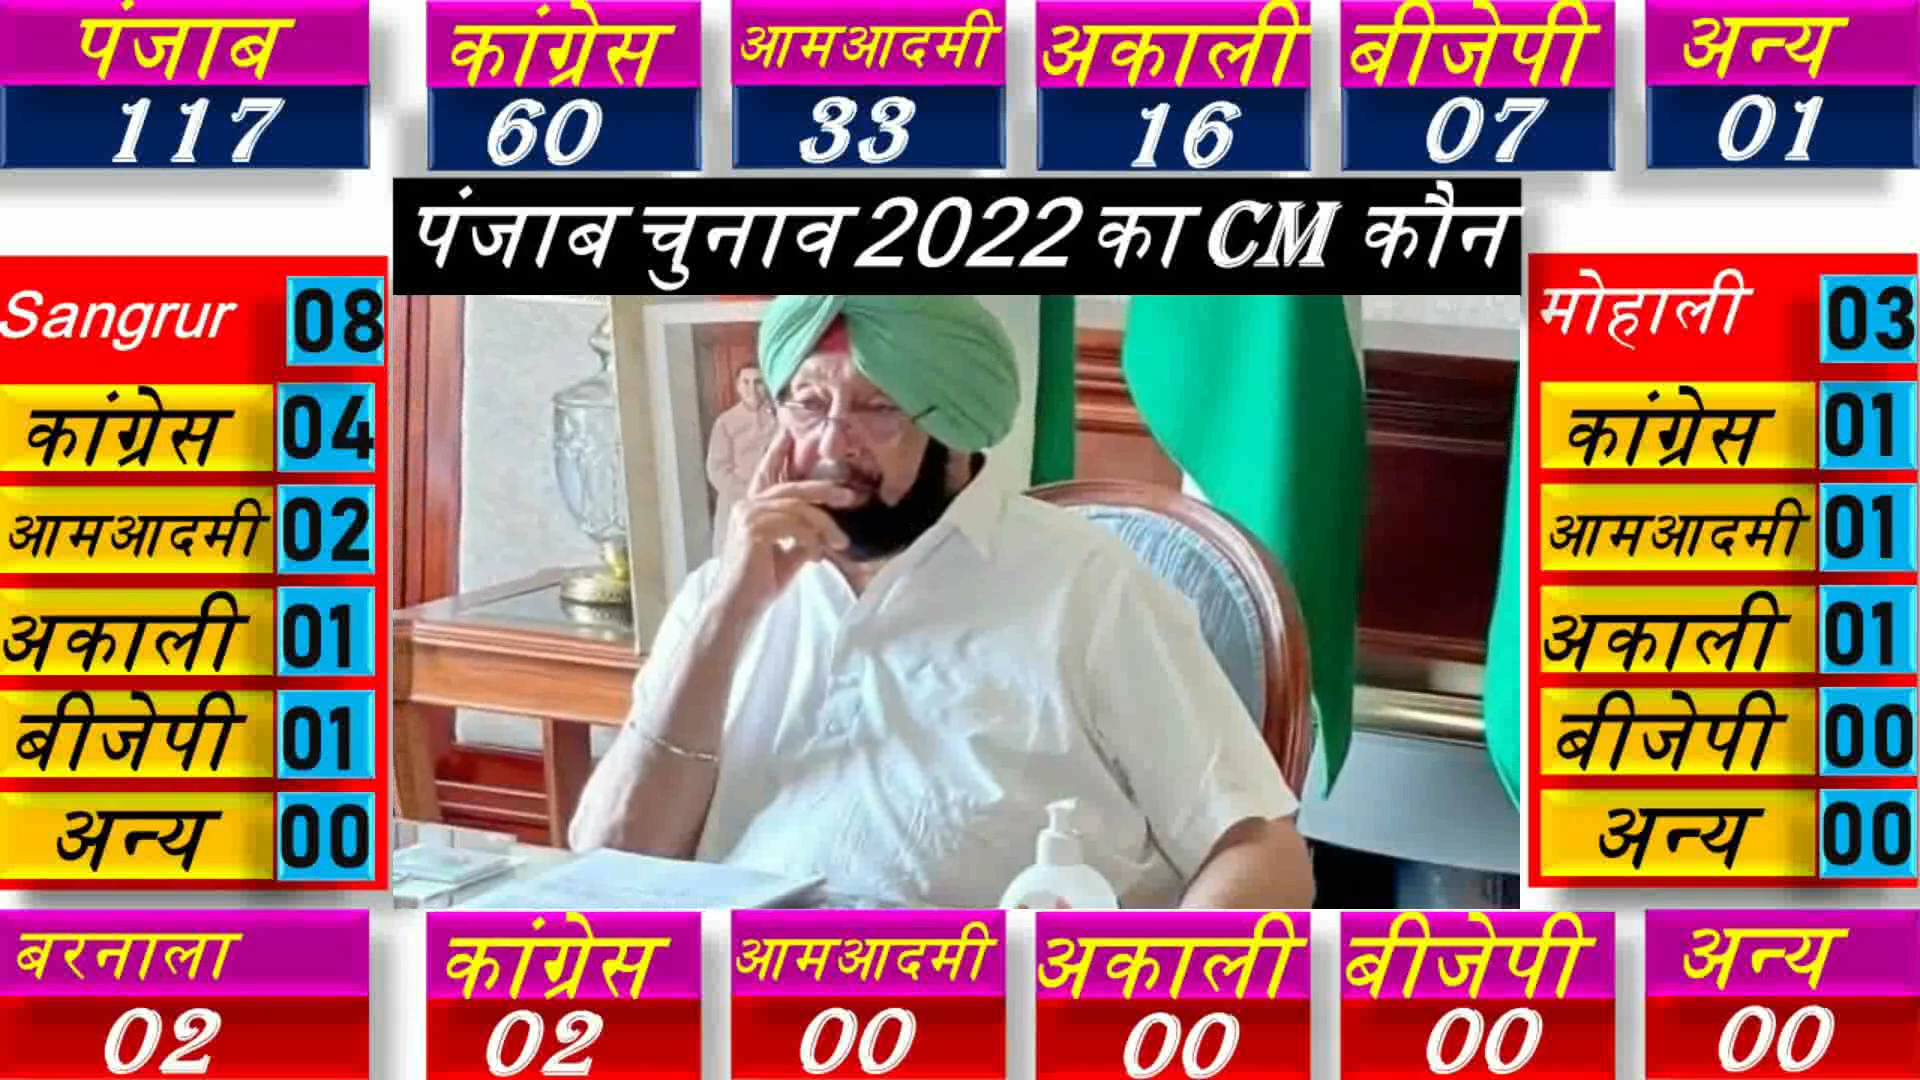 पंजाब कांग्रेस आमआदमी अकाली बीजेपी अन्य
117 60 33 16 07 01
पंजाब चुनाव 2022 का CM कौन
Sangrur 08
कांग्रेस 04
आमआदमी 02
अकाली 01
बीजेपी 01
अन्य 00
मोहाली 03
कांग्रेस 01
आमआदमी 01
अकाली 01
बीजेपी 00
अन्य 00
बरनाला कांग्रेस आमआदमी अकाली बीजेपी अन्य
02 02 00 00 00 00